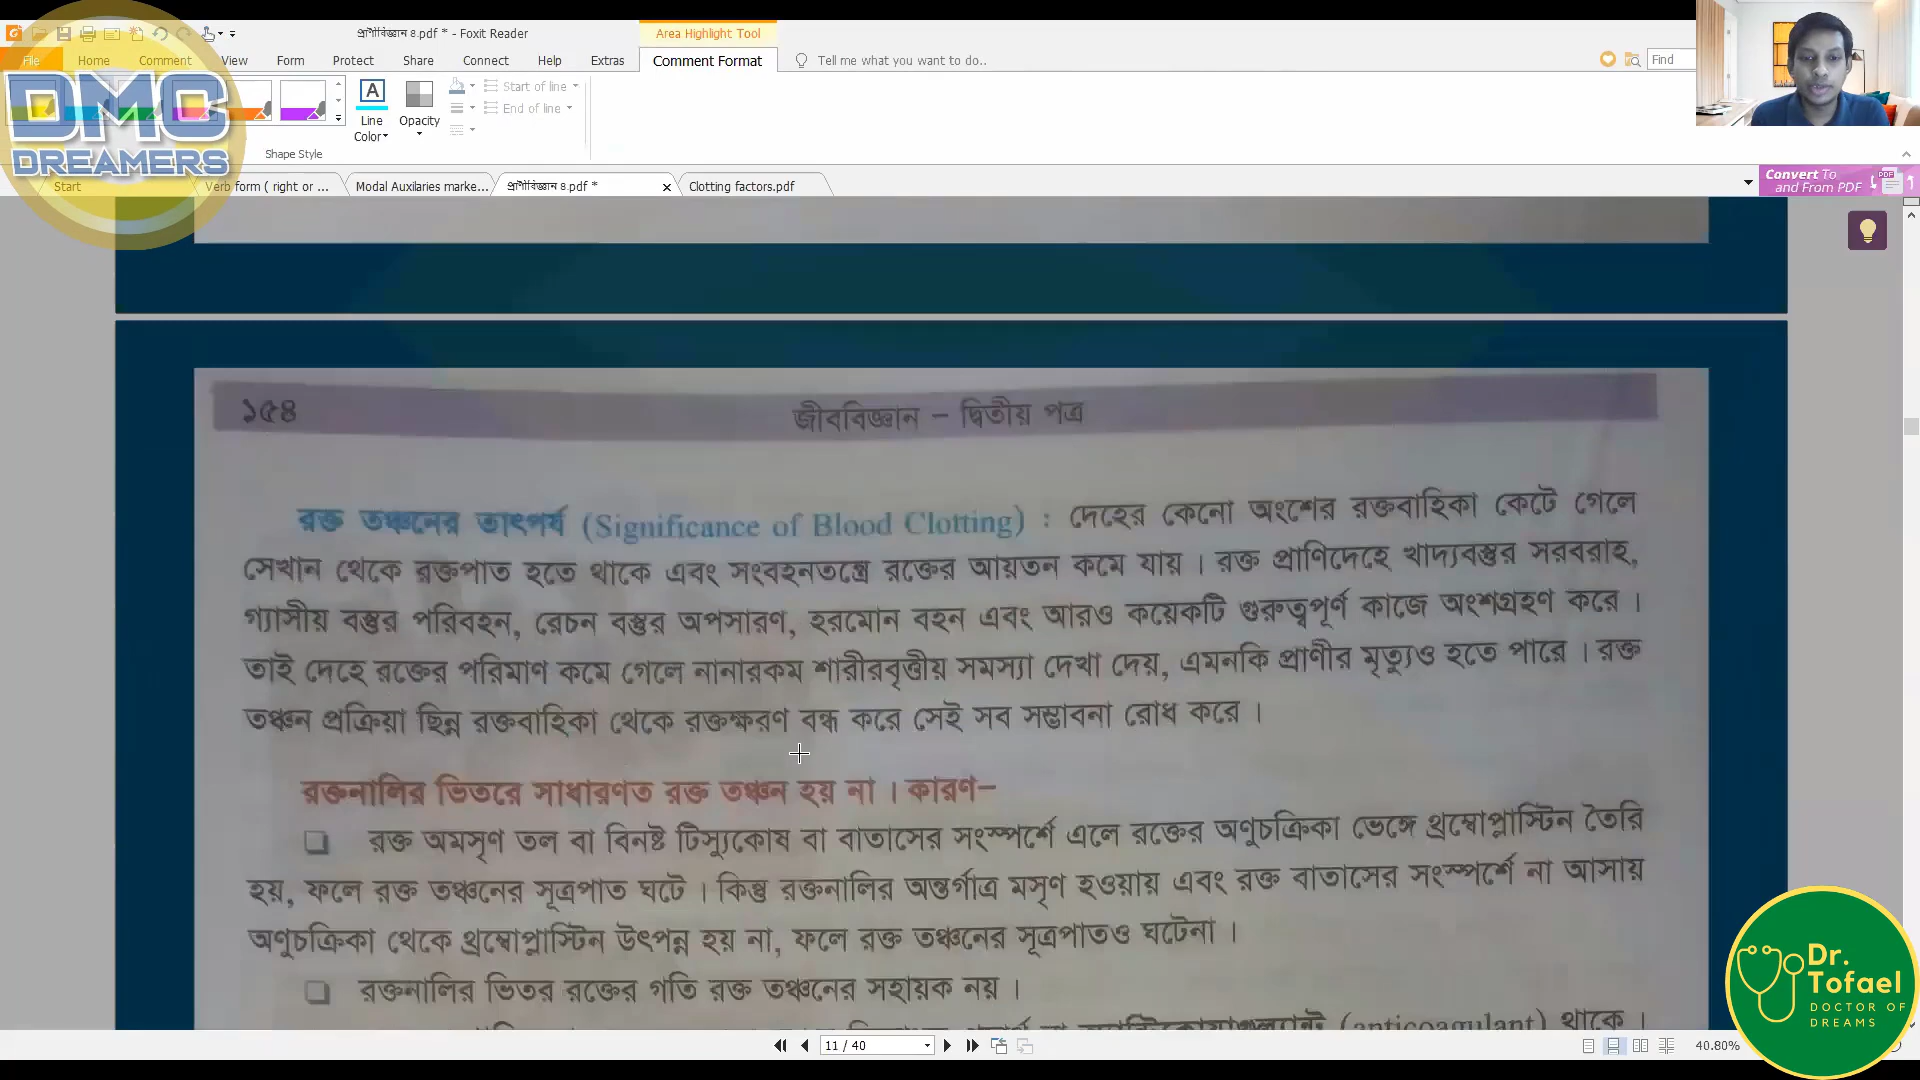 প্রাণীবিজ্ঞান ৪.pdf * - Foxit Reader
Area Highlight Tool
File Home Comment View Form Protect Share Connect Help Extras Comment Format Tell me what you want to do.. Find
DMC
DREAMERS
Line Color
Opacity
Start of line
End of line
Shape Style
Start
Verb form ( right or ...
Modal Auxilaries marke...
প্রাণীবিজ্ঞান ৪.pdf *
Clotting factors.pdf
Convert To
and From PDF
১৫৪
জীববিজ্ঞান – দ্বিতীয় পত্র
রক্ত তঞ্চনের তাৎপর্য (Significance of Blood Clotting) : দেহের কেনো অংশের রক্তবাহিকা কেটে গেলে
সেখান থেকে রক্তপাত হতে থাকে এবং সংবহনতন্ত্রে রক্তের আয়তন কমে যায় । রক্ত প্রাণিদেহে খাদ্যবস্তুর সরবরাহ,
গ্যাসীয় বস্তুর পরিবহন, রেচন বস্তুর অপসারণ, হরমোন বহন এবং আরও কয়েকটি গুরুত্বপূর্ণ কাজে অংশগ্রহণ করে ।
তাই দেহে রক্তের পরিমাণ কমে গেলে নানারকম শারীরবৃত্তীয় সমস্যা দেখা দেয়, এমনকি প্রাণীর মৃত্যুও হতে পারে । রক্ত
তঞ্চন প্রক্রিয়া ছিন্ন রক্তবাহিকা থেকে রক্তক্ষরণ বন্ধ করে সেই সব সম্ভাবনা রোধ করে ।
রক্তনালির ভিতরে সাধারণত রক্ত তঞ্চন হয় না । কারণ–
❑ রক্ত অমসৃণ তল বা বিনষ্ট টিস্যুকোষ বা বাতাসের সংস্পর্শে এলে রক্তের অণুচক্রিকা ভেঙ্গে থ্রম্বোপ্লাস্টিন তৈরি
হয়, ফলে রক্ত তঞ্চনের সূত্রপাত ঘটে । কিন্তু রক্তনালির অন্তর্গাত্র মসৃণ হওয়ায় এবং রক্ত বাতাসের সংস্পর্শে না আসায়
অণুচক্রিকা থেকে থ্রম্বোপ্লাস্টিন উৎপন্ন হয় না, ফলে রক্ত তঞ্চনের সূত্রপাতও ঘটেনা ।
❑ রক্তনালির ভিতর রক্তের গতি রক্ত তঞ্চনের সহায়ক নয় ।
(anticoagulant) থাকে ।
11 / 40
40.80%
Dr.
Tofael
DOCTOR OF
DREAMS